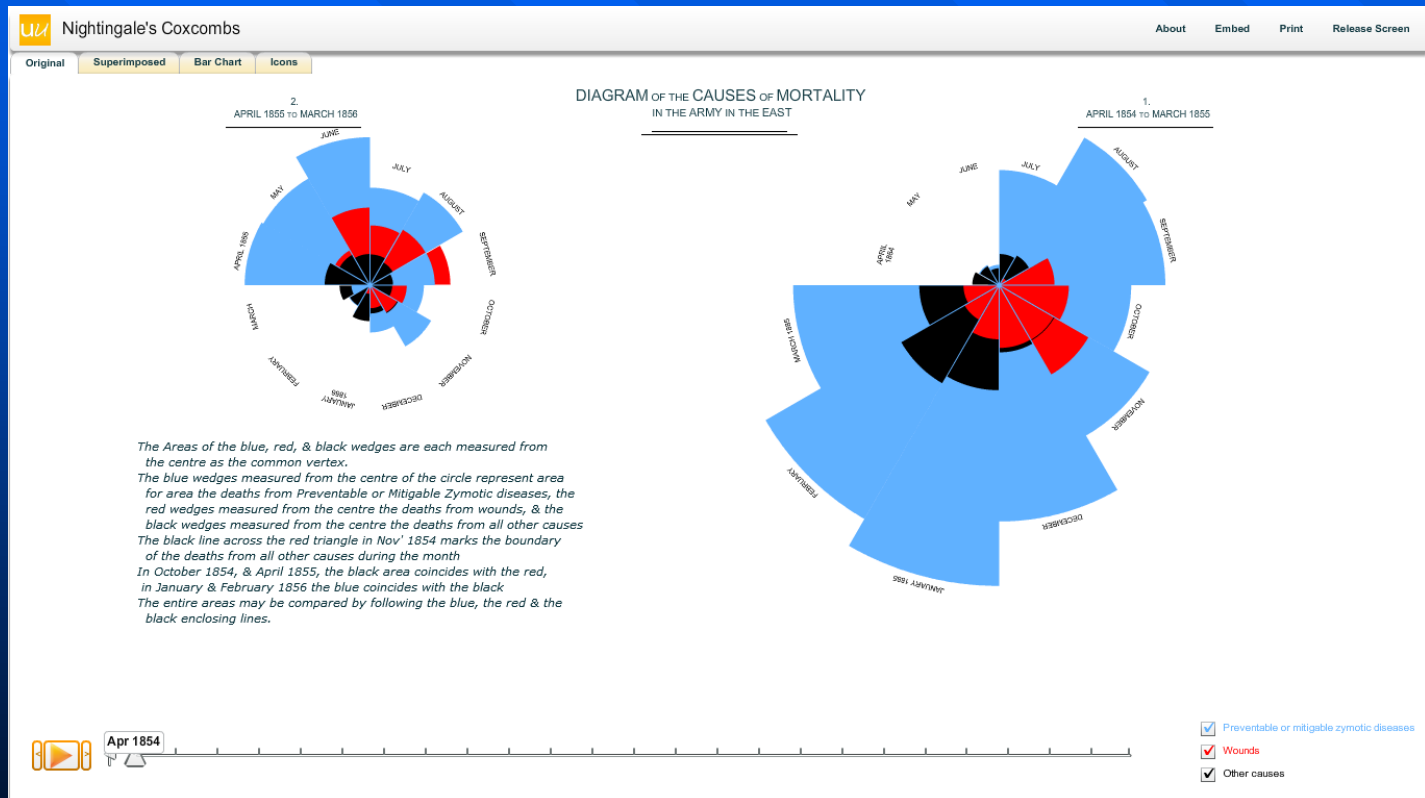 uu Nightingale's Coxcombs
About Embed Print Release Screen
Original Superimposed Bar Chart Icons
DIAGRAM OF THE CAUSES OF MORTALITY
IN THE ARMY IN THE EAST
2.
APRIL 1855 TO MARCH 1856
JUNE
JULY
MAY
AUGUST
APRIL 1855
SEPTEMBER
MARCH
OCTOBER
FEBRUARY
NOVEMBER
JANUARY
1856
DECEMBER
1.
APRIL 1854 TO MARCH 1855
JUNE
JULY
AUGUST
MAY
SEPTEMBER
APRIL
1854
OCTOBER
MARCH 1855
NOVEMBER
FEBRUARY
DECEMBER
JANUARY 1855
The Areas of the blue, red, & black wedges are each measured from
the centre as the common vertex.
The blue wedges measured from the centre of the circle represent area
for area the deaths from Preventable or Mitigable Zymotic diseases, the
red wedges measured from the centre the deaths from wounds, & the
black wedges measured from the centre the deaths from all other causes
The black line across the red triangle in Nov' 1854 marks the boundary
of the deaths from all other causes during the month
In October 1854, & April 1855, the black area coincides with the red,
in January & February 1856 the blue coincides with the black
The entire areas may be compared by following the blue, the red & the
black enclosing lines.
Apr 1854
Preventable or mitigable zymotic diseases
Wounds
Other causes